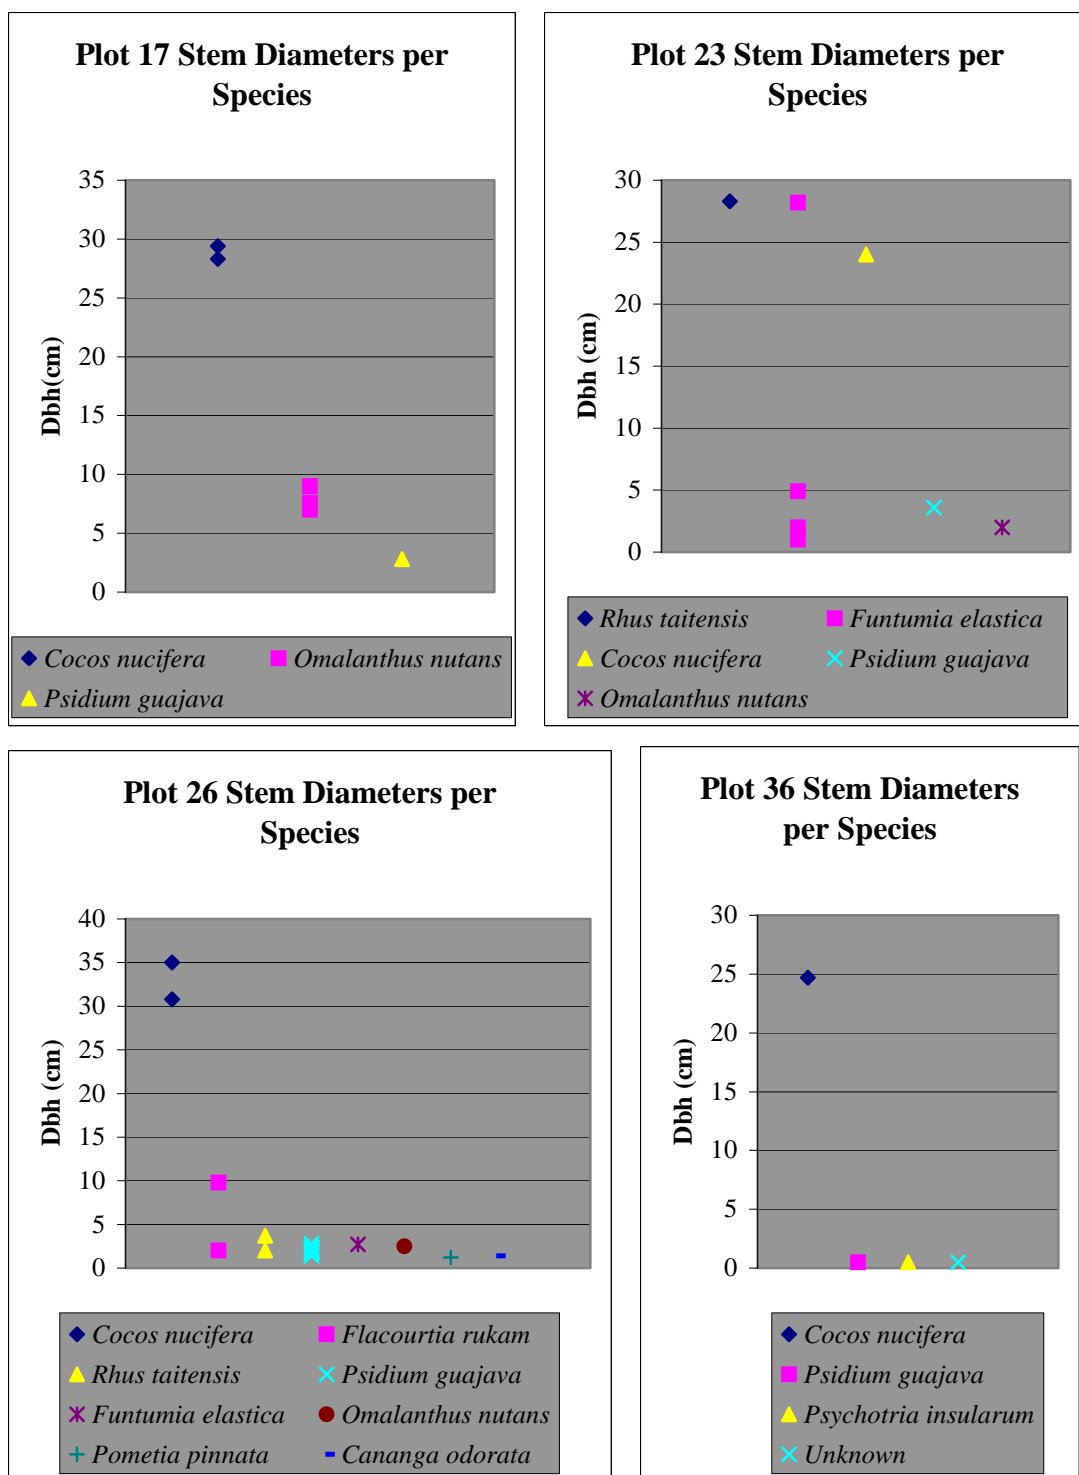 Plot 17 Stem Diameters per
Species
35
30
25
20
15
10
5
0
Dbh(cm)
Cocos nucifera Omalanthus nutans
Psidium guajava
Plot 23 Stem Diameters per
Species
30
25
20
15
10
5
0
Dbh (cm)
Rhus taitensis Funtumia elastica
Cocos nucifera Psidium guajava
Omalanthus nutans
Plot 26 Stem Diameters per
Species
40
35
30
25
20
15
10
5
0
Dbh (cm)
Cocos nucifera Flacourtia rukam
Rhus taitensis Psidium guajava
Funtumia elastica Omalanthus nutans
Pometia pinnata Cananga odorata
Plot 36 Stem Diameters
per Species
30
25
20
15
10
5
0
Dbh (cm)
Cocos nucifera
Psidium guajava
Psychotria insularum
Unknown